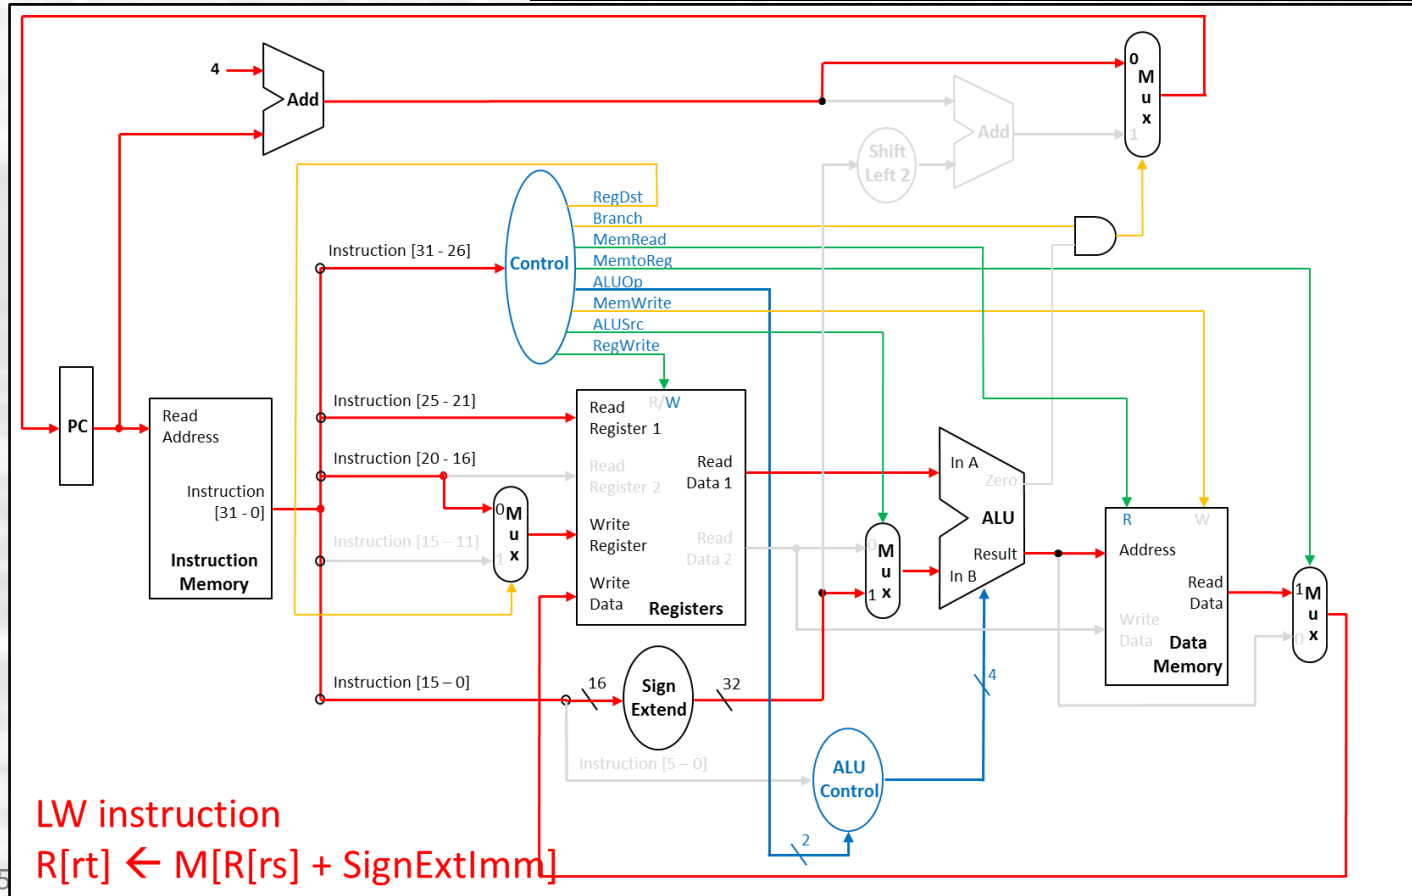 4
Add
0
M
u
x
1
Add
Shift
Left 2
RegDst
Branch
MemRead
MemtoReg
ALUOp
MemWrite
ALUSrc
RegWrite
Control
Instruction [31 - 26]
PC
Read
Address
Instruction
[31 - 0]
Instruction
Memory
Instruction [25 - 21]
Instruction [20 - 16]
Instruction [15 – 11]
0
M
u
x
1
R/W
Read
Register 1
Read
Register 2
Write
Register
Write
Data
Read
Data 1
Read
Data 2
Registers
0
M
u
x
1
In A
Zero
ALU
Result
In B
R
W
Address
Read
Data
Write
Data
Data
Memory
1
M
u
x
0
Instruction [15 – 0]
16
Sign
Extend
32
Instruction [5 – 0]
ALU
Control
4
2
LW instruction
R[rt] ← M[R[rs] + SignExtImm]
5